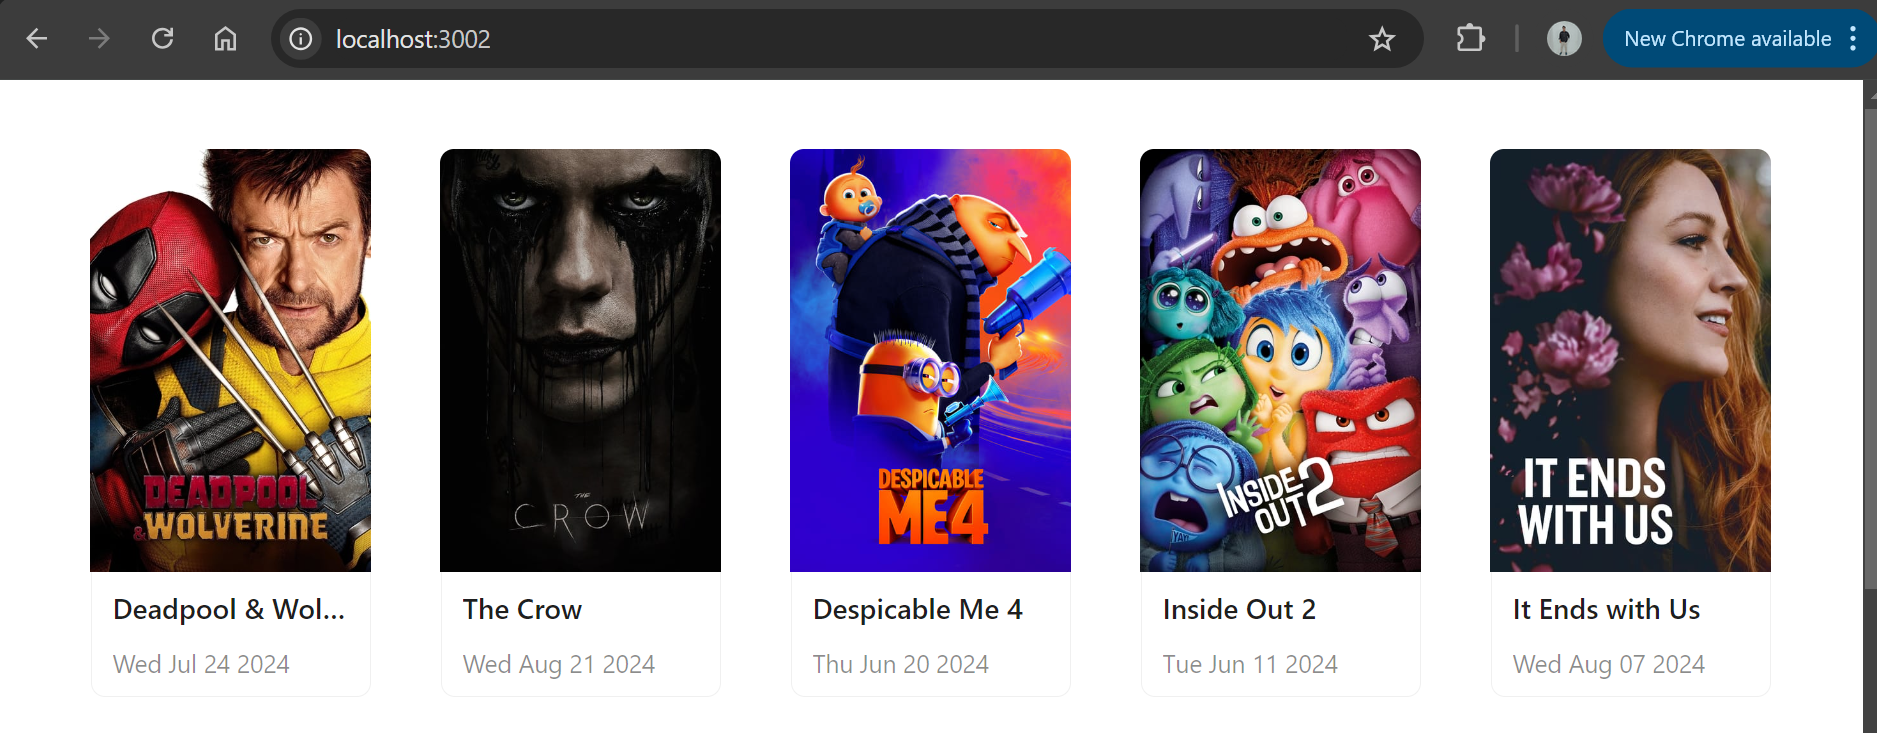 localhost:3002
New Chrome available
DEADPOOL
& WOLVERINE
THE
CROW
DESPICABLE
ME 4
INSIDE
OUT 2
IT ENDS
WITH US
Deadpool & Wol...
The Crow
Despicable Me 4
Inside Out 2
It Ends with Us
Wed Jul 24 2024
Wed Aug 21 2024
Thu Jun 20 2024
Tue Jun 11 2024
Wed Aug 07 2024